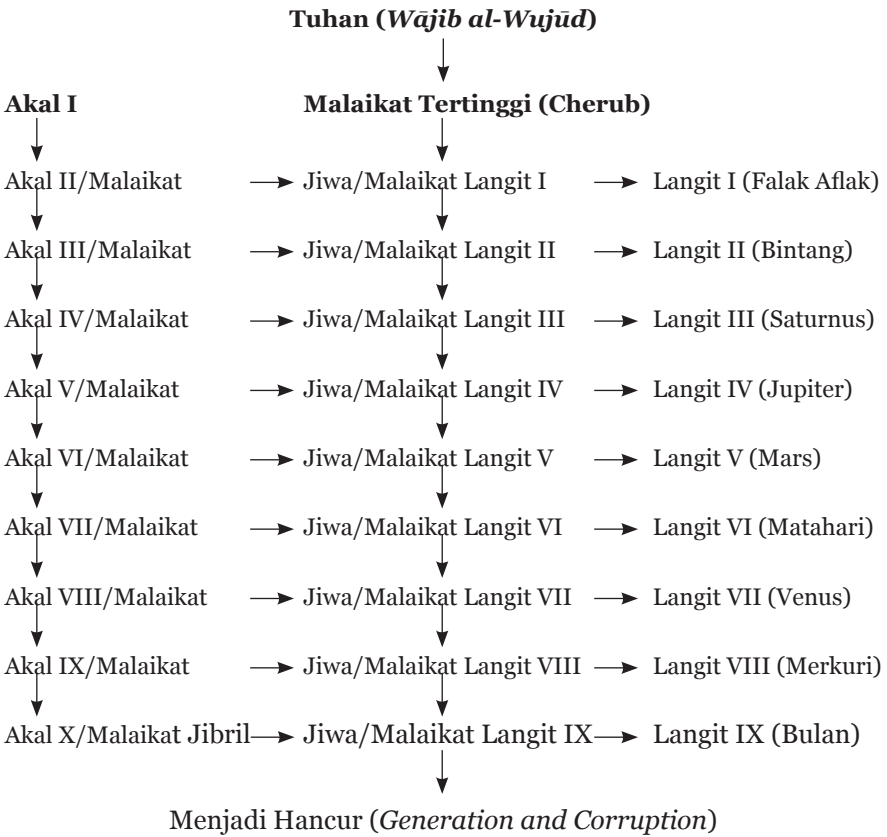 Tuhan (Wājib al-Wujūd)
Akal I Malaikat Tertinggi (Cherub)
Akal II/Malaikat Jiwa/Malaikat Langit I Langit I (Falak Aflak)
Akal III/Malaikat Jiwa/Malaikat Langit II Langit II (Bintang)
Akal IV/Malaikat Jiwa/Malaikat Langit III Langit III (Saturnus)
Akal V/Malaikat Jiwa/Malaikat Langit IV Langit IV (Jupiter)
Akal VI/Malaikat Jiwa/Malaikat Langit V Langit V (Mars)
Akal VII/Malaikat Jiwa/Malaikat Langit VI Langit VI (Matahari)
Akal VIII/Malaikat Jiwa/Malaikat Langit VII Langit VII (Venus)
Akal IX/Malaikat Jiwa/Malaikat Langit VIII Langit VIII (Merkuri)
Akal X/Malaikat Jibril Jiwa/Malaikat Langit IX Langit IX (Bulan)
Menjadi Hancur (Generation and Corruption)